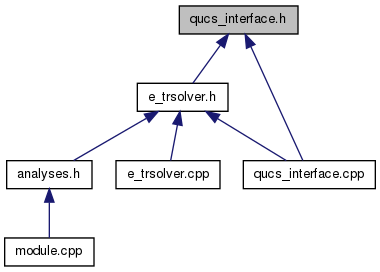 qucs_interface.h
e_trsolver.h
analyses.h
e_trsolver.cpp
qucs_interface.cpp
module.cpp